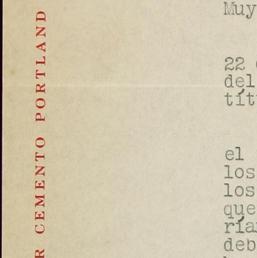 R CEMENTO PORTLAND
Muy
22
del
tít
el
los
los
que
ría
deb